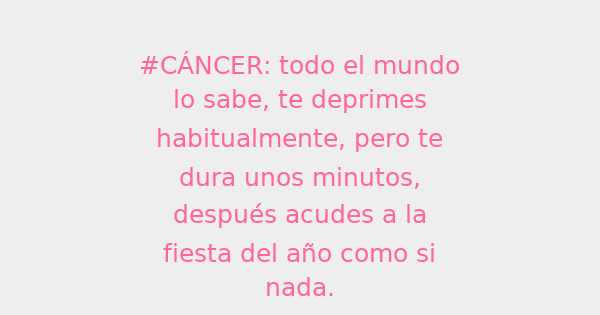 #CÁNCER: todo el mundo
lo sabe, te deprimes
habitualmente, pero te
dura unos minutos,
después acudes a la
fiesta del año como si
nada.